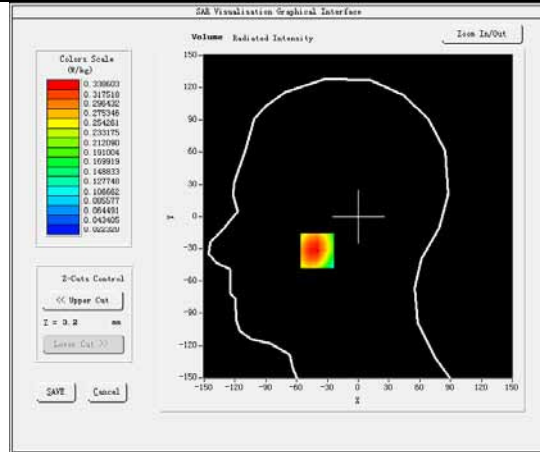 SAR Visualisation Graphical Interface
Volume Radiated Intensity
Zoom In/Out
Colors Scale
(W/kg)
0.338603
0.317518
0.296432
0.275346
0.254261
0.233175
0.212090
0.191004
0.169919
0.148833
0.127748
0.106662
0.085577
0.064491
0.043405
0.022320
Z-Cuts Control
<< Upper Cut
Z = 3.2 mm
Lower Cut >>
SAVE Cancel
150
120
90
60
30
0
-30
-60
-90
-120
-150
Y
-150 -120 -90 -60 -30 0 30 60 90 120 150
X